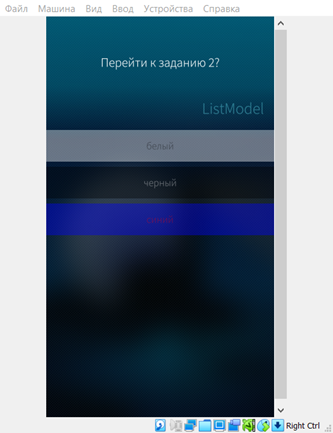 Файл Машина Вид Ввод Устройства Справка
Перейти к заданию 2?
ListModel
белый
черный
синий
Right Ctrl